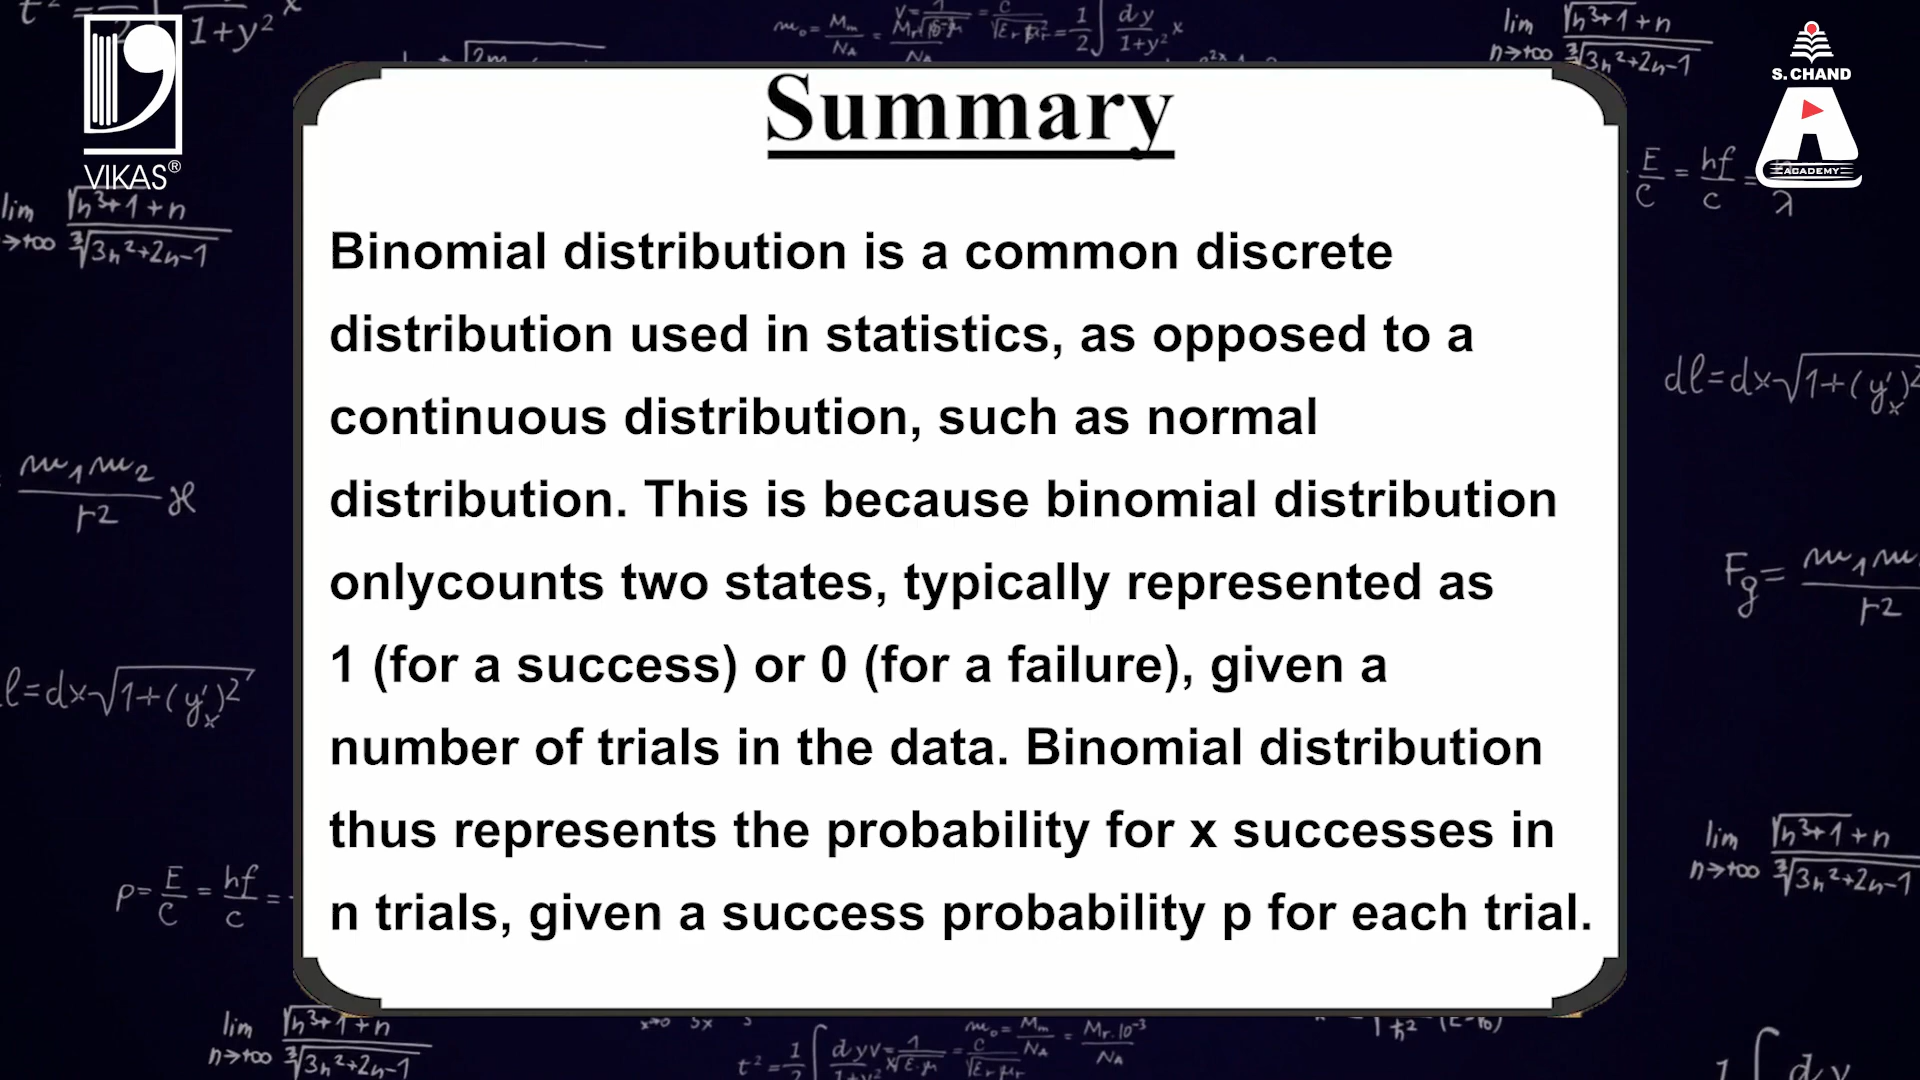 Summary
VIKAS®
S. CHAND
ACADEMY
Binomial distribution is a common discrete
distribution used in statistics, as opposed to a
continuous distribution, such as normal
distribution. This is because binomial distribution
onlycounts two states, typically represented as
1 (for a success) or 0 (for a failure), given a
number of trials in the data. Binomial distribution
thus represents the probability for x successes in
n trials, given a success probability p for each trial.